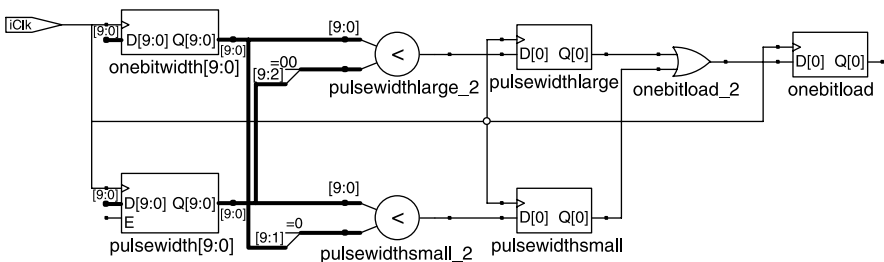 iClk
[9:0]
D[9:0] Q[9:0]
[9:0]
onebitwidth[9:0]
[9:0]
=00
[9:2]
<
pulsewidthlarge_2
D[0] Q[0]
pulsewidthlarge
onebitload_2
D[0] Q[0]
onebitload
[9:0]
D[9:0] Q[9:0]
[9:0]
E
pulsewidth[9:0]
[9:0]
=0
[9:1]
<
pulsewidthsmall_2
D[0] Q[0]
pulsewidthsmall